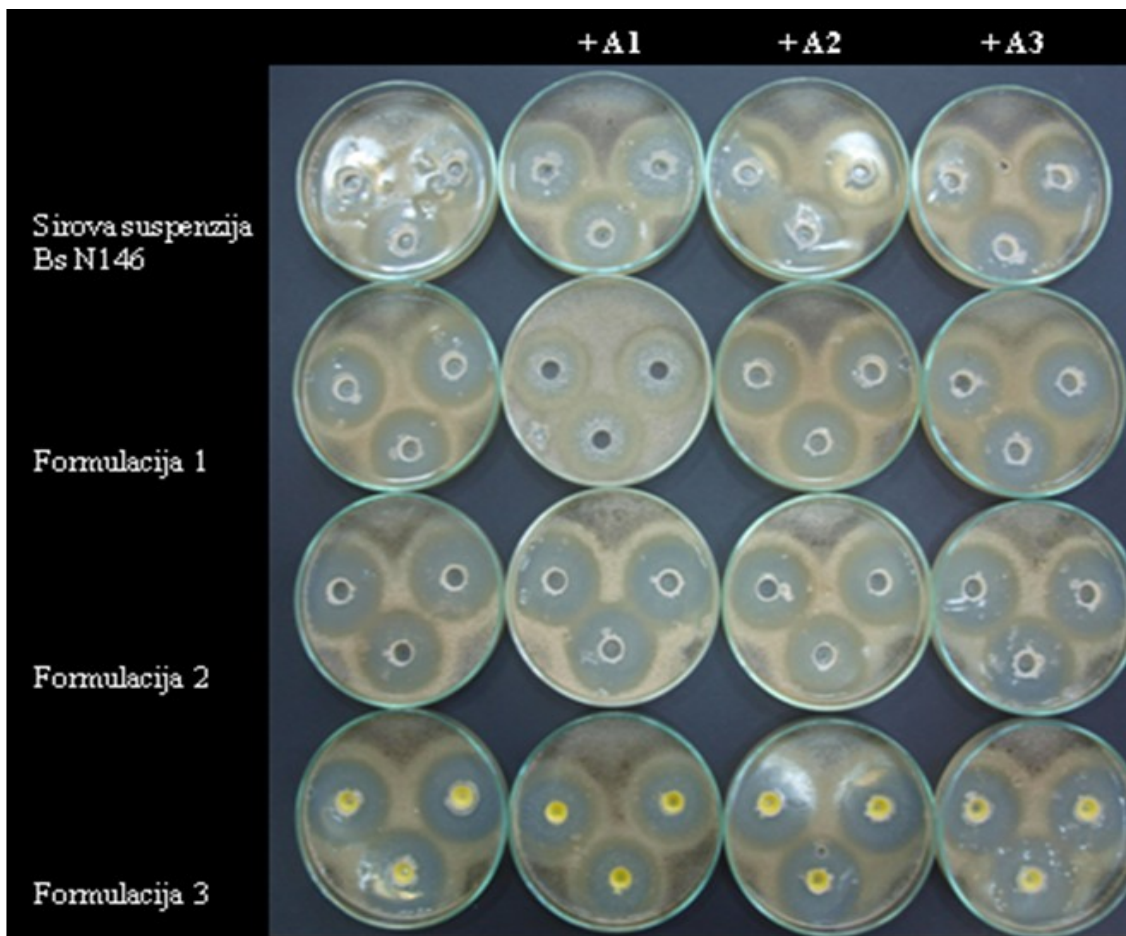 +A1 +A2 +A3
Sirova suspenzija
Bs N146
Formulacija 1
Formulacija 2
Formulacija 3